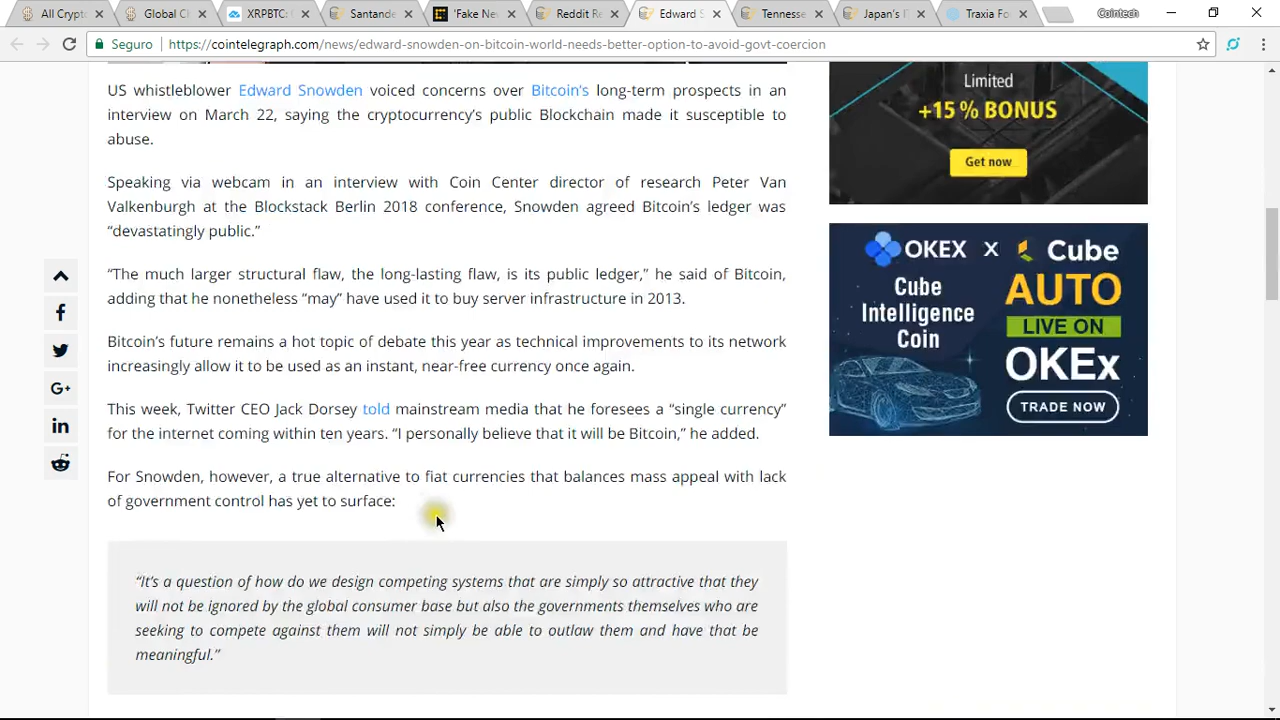 All Crypt
Global C
XRPBTC:
Santande
'Fake Ne
Reddit Re
Edward S
Tennesse
Japan's I
Traxia Fo
Cointech
Seguro
https://cointelegraph.com/news/edward-snowden-on-bitcoin-world-needs-better-option-to-avoid-govt-coercion
US whistleblower Edward Snowden voiced concerns over Bitcoin's long-term prospects in an
interview on March 22, saying the cryptocurrency's public Blockchain made it susceptible to
abuse.
Speaking via webcam in an interview with Coin Center director of research Peter Van
Valkenburgh at the Blockstack Berlin 2018 conference, Snowden agreed Bitcoin's ledger was
“devastatingly public.”
“The much larger structural flaw, the long-lasting flaw, is its public ledger,” he said of Bitcoin,
adding that he nonetheless “may” have used it to buy server infrastructure in 2013.
Bitcoin's future remains a hot topic of debate this year as technical improvements to its network
increasingly allow it to be used as an instant, near-free currency once again.
This week, Twitter CEO Jack Dorsey told mainstream media that he foresees a “single currency”
for the internet coming within ten years. “I personally believe that it will be Bitcoin,” he added.
For Snowden, however, a true alternative to fiat currencies that balances mass appeal with lack
of government control has yet to surface:
“It's a question of how do we design competing systems that are simply so attractive that they
will not be ignored by the global consumer base but also the governments themselves who are
seeking to compete against them will not simply be able to outlaw them and have that be
meaningful.”
Limited
+15 % BONUS
Get now
OKEX X Cube
Cube
Intelligence
Coin
AUTO
LIVE ON
OKEx
TRADE NOW